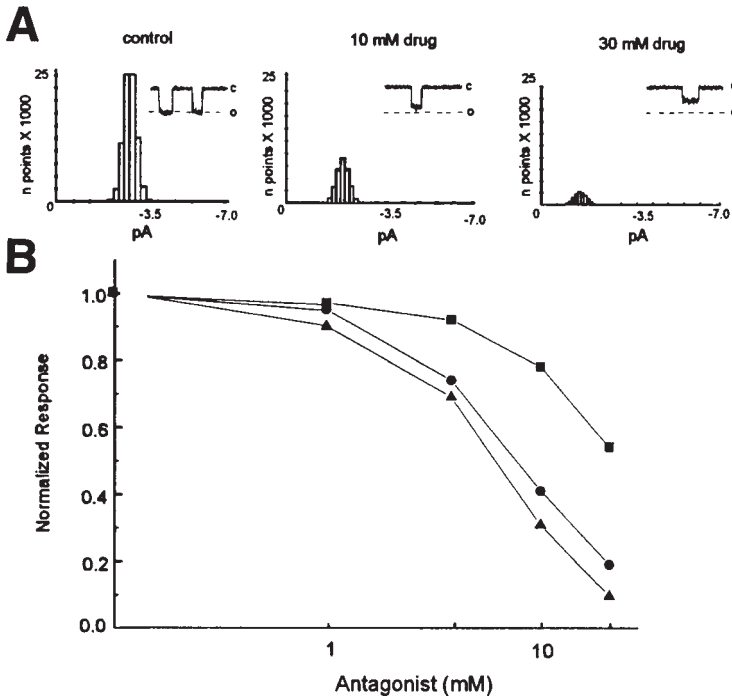 A
control
10 mM drug
30 mM drug
n points X 1000
25
0
-3.5
-7.0
pA
c
o
n points X 1000
25
0
-3.5
-7.0
pA
c
o
n points X 1000
25
0
-3.5
-7.0
pA
c
B
Normalized Response
1.0
0.8
0.6
0.4
0.2
0.0
1
10
Antagonist (mM)